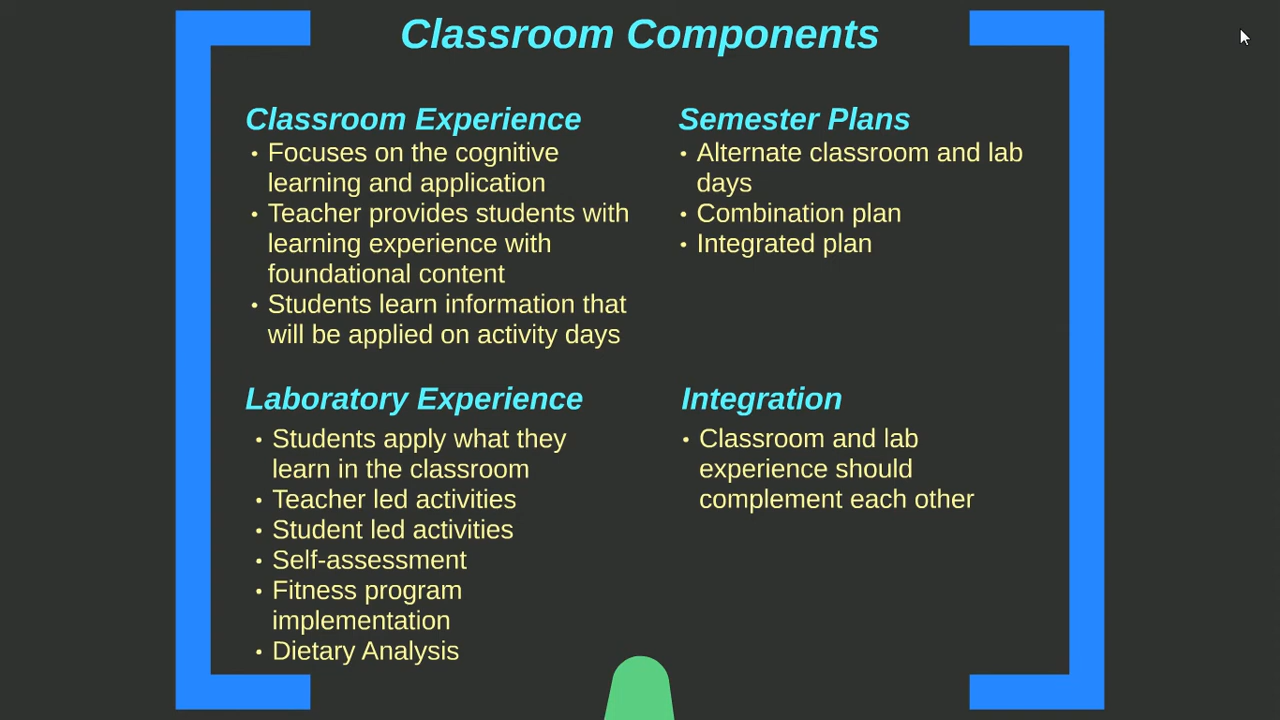 Classroom Components
Classroom Experience
• Focuses on the cognitive
learning and application
• Teacher provides students with
learning experience with
foundational content
• Students learn information that
will be applied on activity days
Semester Plans
• Alternate classroom and lab
days
• Combination plan
• Integrated plan
Laboratory Experience
• Students apply what they
learn in the classroom
• Teacher led activities
• Student led activities
• Self-assessment
• Fitness program
implementation
• Dietary Analysis
Integration
• Classroom and lab
experience should
complement each other